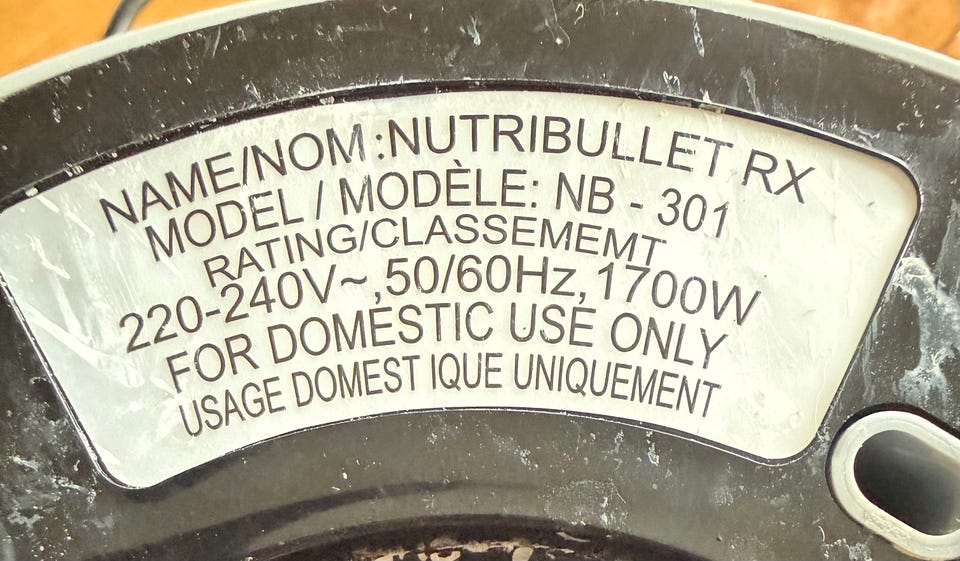 NAME/NOM :NUTRIBULLET RX
MODEL / MODÈLE: NB - 301
RATING/CLASSEMEMT
220-240V~,50/60Hz,1700W
FOR DOMESTIC USE ONLY
USAGE DOMEST IQUE UNIQUEMENT